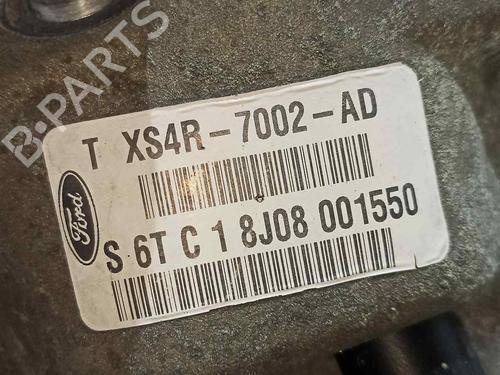 B-PARTS
T XS4R-7002-AD
Ford
S 6T C 1 8J08 001550